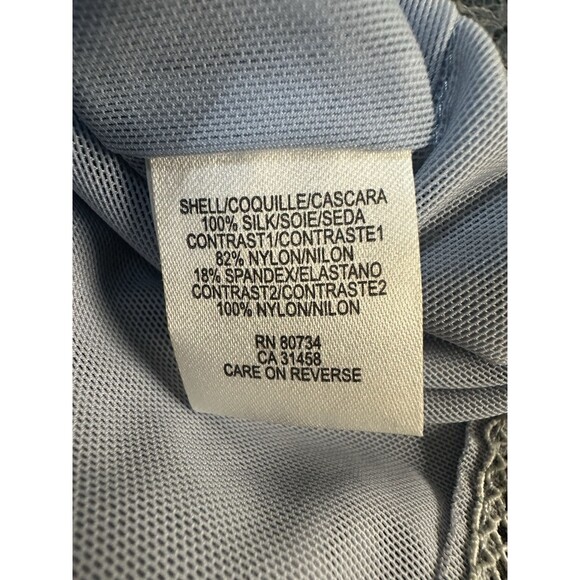 SHELL/COQUILLE/CASCARA
100% SILK/SOIE/SEDA
CONTRAST1/CONTRASTE1
82% NYLON/NILON
18% SPANDEX/ELASTANO
CONTRAST2/CONTRASTE2
100% NYLON/NILON
RN 80734
CA 31458
CARE ON REVERSE